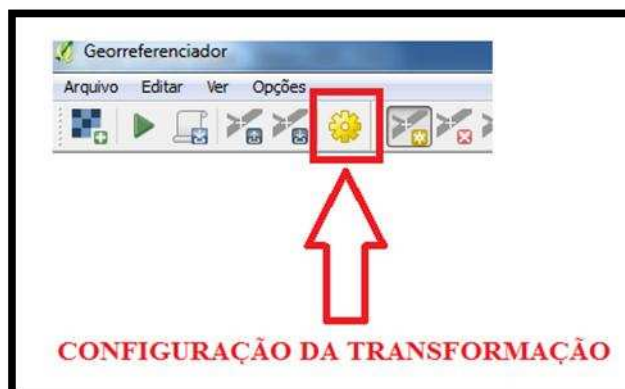 Georreferenciador
Arquivo Editar Ver Opções
CONFIGURAÇÃO DA TRANSFORMAÇÃO